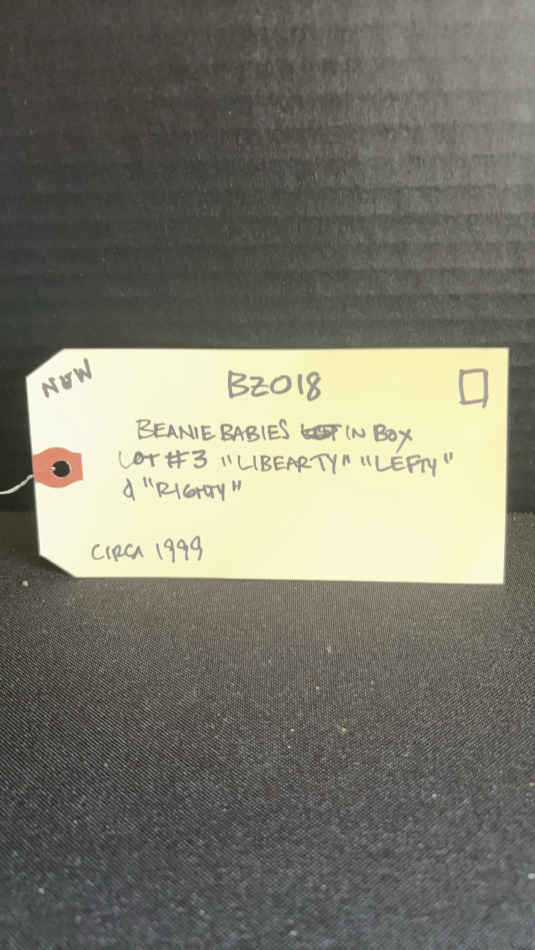 NEW
BZ018
BEANIE BABIES LOT IN BOX
LOT #3 "LIBEARTY" "LEFTY"
& "RIGHTY"
CIRCA 1999